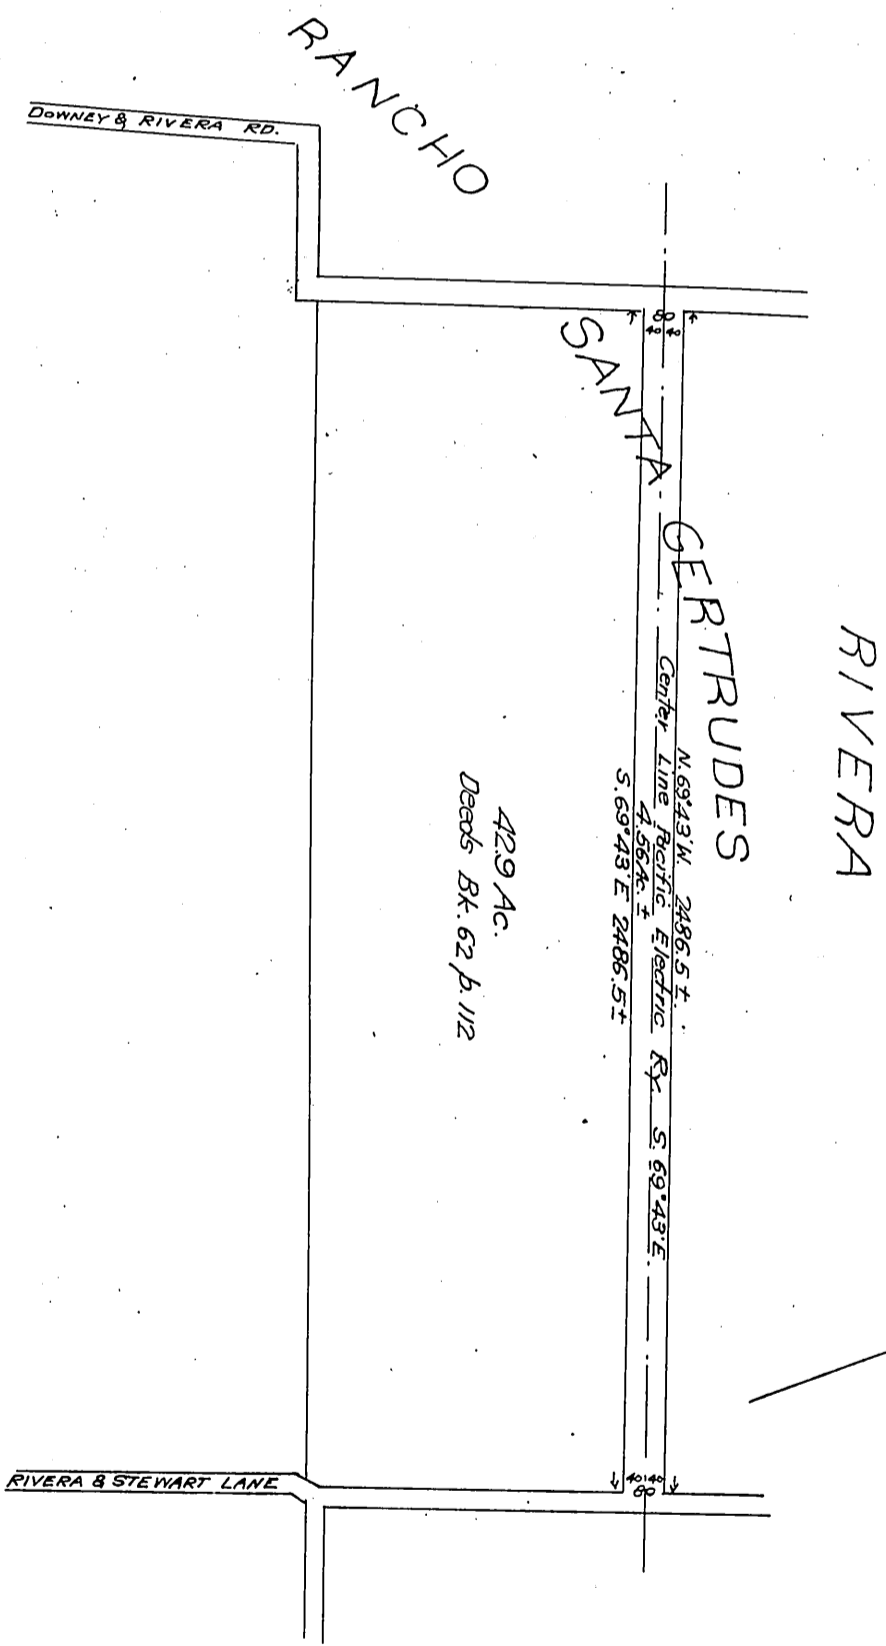 RANCHO
DOWNEY & RIVERA RD.
80
40 40
SANTA
GERTRUDES
RIVERA
N.69°43'W. 2486.5±.
Center Line Pacific Electric Ry. S.69°43'E.
4.56 Ac. ±
S.69°43'E 2486.5±
429 Ac.
Deeds Bk. 62, p. 112
RIVERA & STEWART LANE
40 40
80